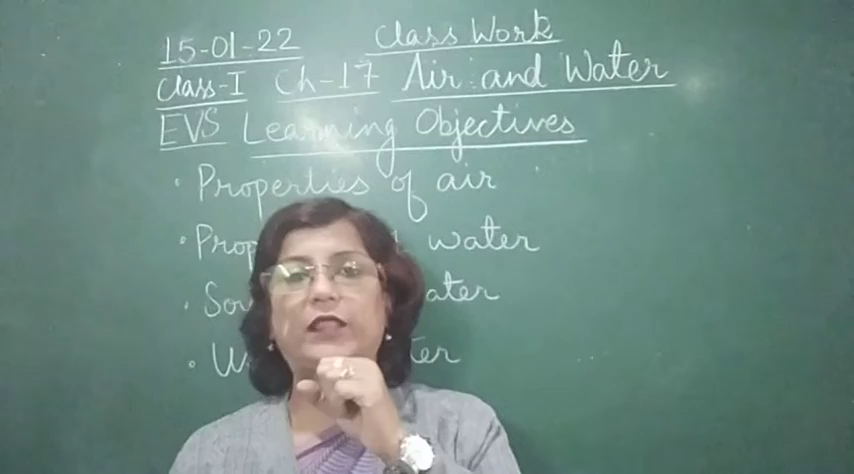 15-01-22 Class Work
Class-I Ch-17 Air and Water
EVS Learning Objectives
• Properties of air
• Prop water
• Sou ater
• ter